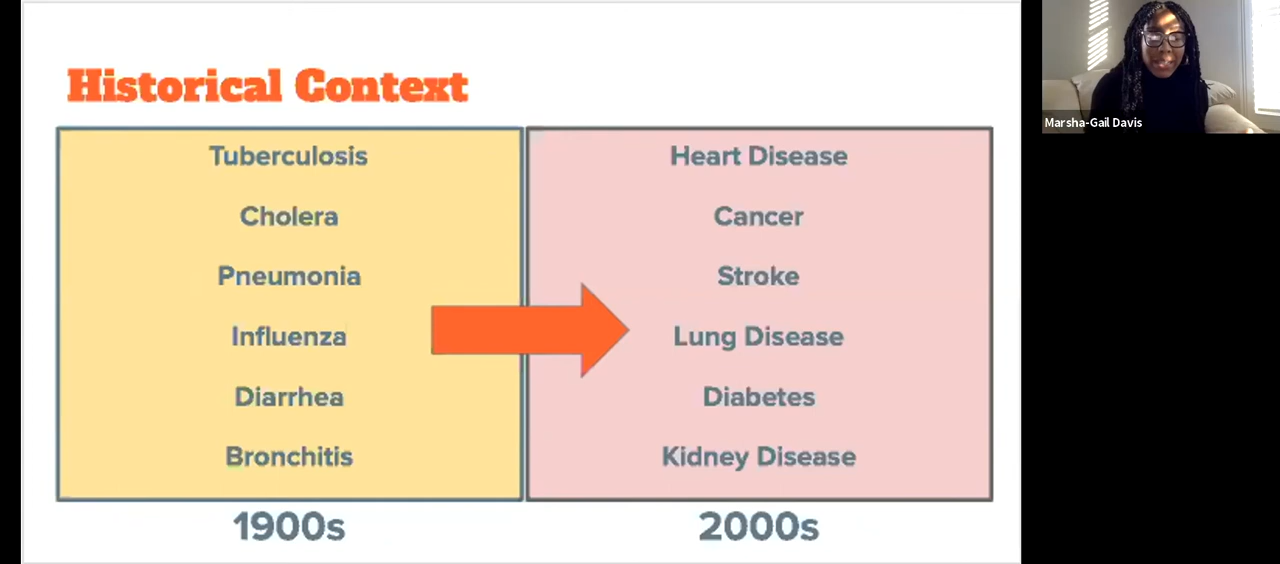 Historical Context
Tuberculosis
Cholera
Pneumonia
Influenza
Diarrhea
Bronchitis
1900s
Heart Disease
Cancer
Stroke
Lung Disease
Diabetes
Kidney Disease
2000s
Marsha-Gail Davis